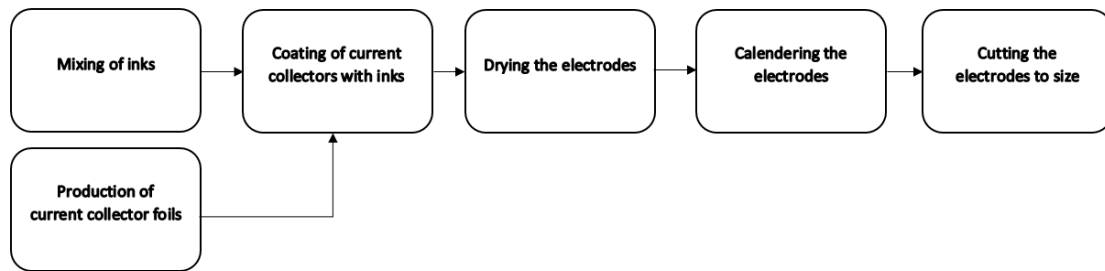 Mixing of inks
Coating of current
collectors with inks
Drying the electrodes
Calendering the
electrodes
Cutting the
electrodes to size
Production of
current collector foils